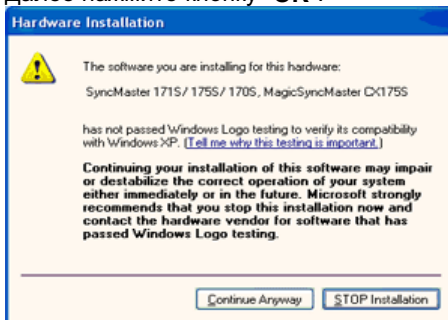 Далее нажмите кнопку "OK".
Hardware Installation
The software you are installing for this hardware:
SyncMaster 171S/ 175S/ 170S, MagicSyncMaster CX175S
has not passed Windows Logo testing to verify its compatibility
with Windows XP. (Tell me why this testing is important.)
Continuing your installation of this software may impair
or destabilize the correct operation of your system
either immediately or in the future. Microsoft strongly
recommends that you stop this installation now and
contact the hardware vendor for software that has
passed Windows Logo testing.
Continue Anyway
STOP Installation